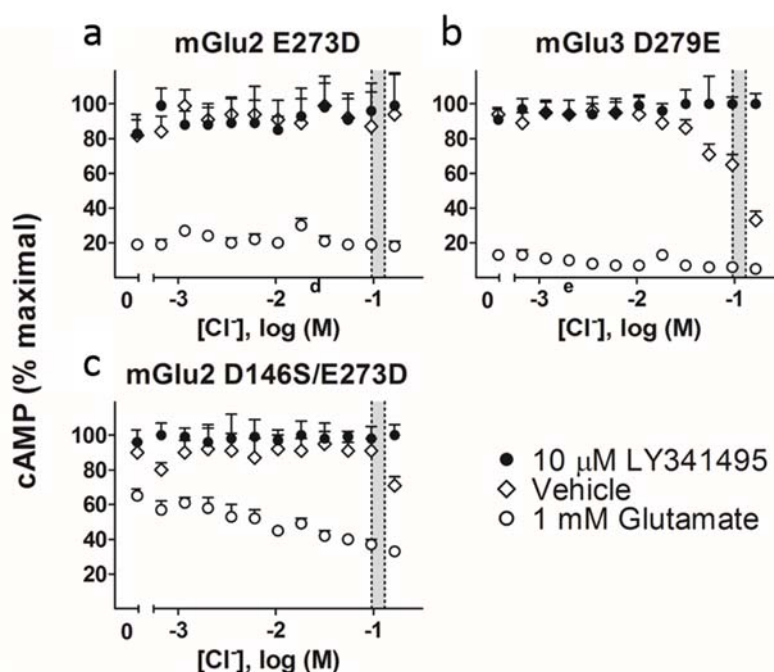 a
mGlu2 E273D
b
mGlu3 D279E
100
80
60
40
20
0 -3 -2 -1
d
[Cl⁻], log (M)
100
80
60
40
20
0 -3 -2 -1
e
[Cl⁻], log (M)
cAMP (% maximal)
c
mGlu2 D146S/E273D
100
80
60
40
20
0 -3 -2 -1
[Cl⁻], log (M)
10 μM LY341495
Vehicle
1 mM Glutamate